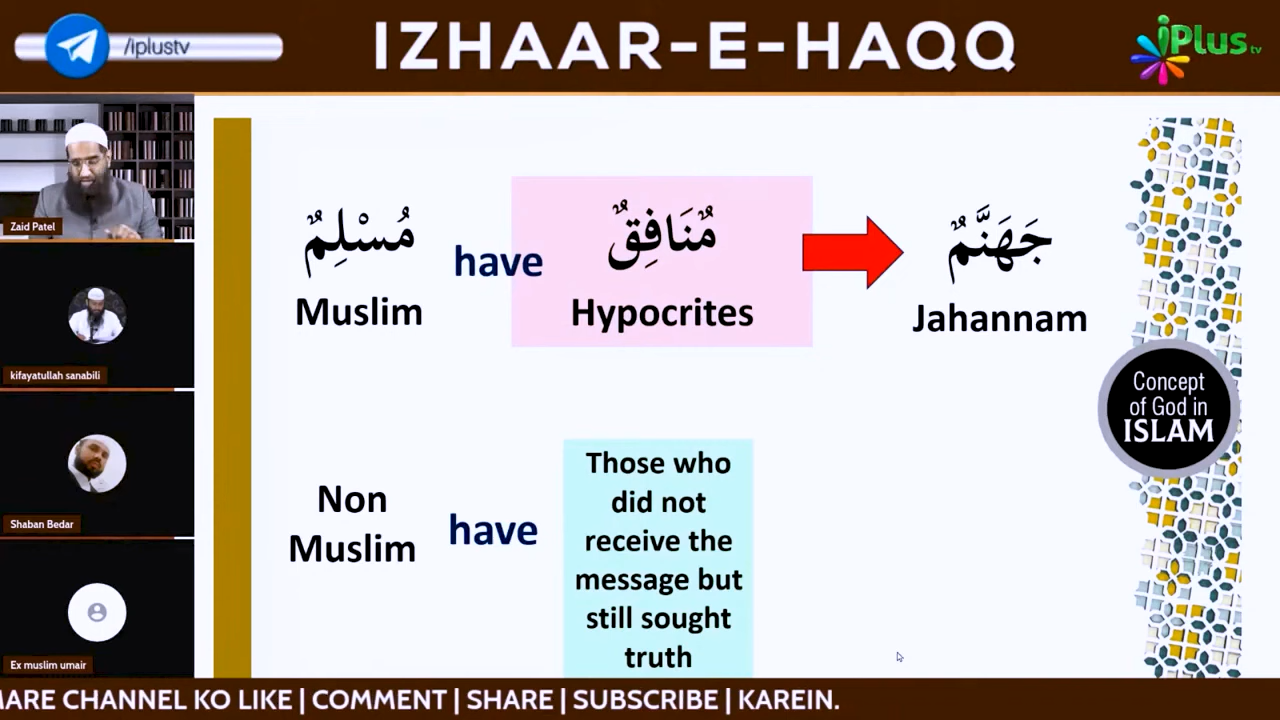 /iplustv
IZHAAR-E-HAQQ
iPlus tv
Zaid Patel
kifayatullah sanabili
Shaban Bedar
Ex muslim umair
مُسْلِمٌ
have
مُنَافِقٌ
جَهَنَّمٌ
Muslim
Hypocrites
Jahannam
Concept
of God in
ISLAM
Non
Muslim
have
Those who
did not
receive the
message but
still sought
truth
MARE CHANNEL KO LIKE | COMMENT | SHARE | SUBSCRIBE | KAREIN.